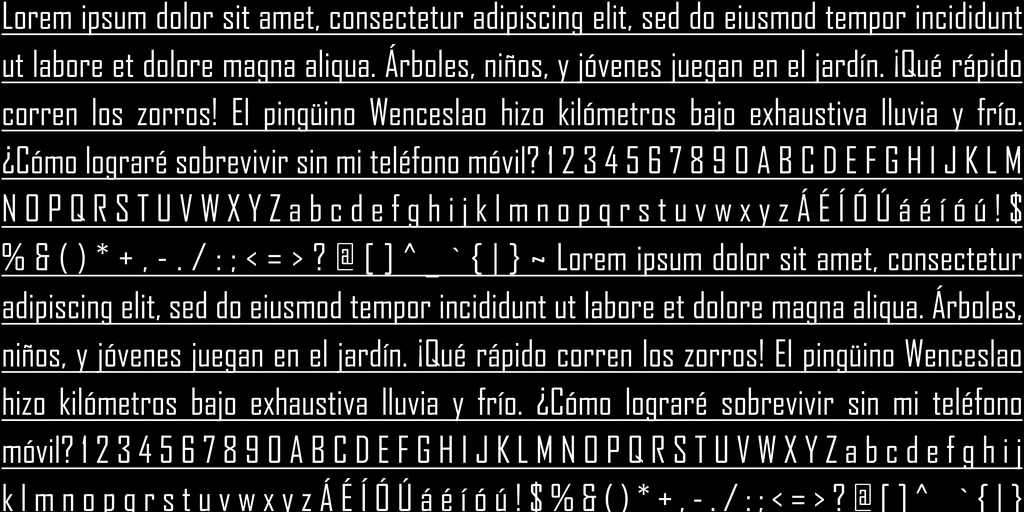 Lorem ipsum dolor sit amet, consectetur adipiscing elit, sed do eiusmod tempor incididunt
ut labore et dolore magna aliqua. Árboles, niños, y jóvenes juegan en el jardín. ¡Qué rápido
corren los zorros! El pingüino Wenceslao hizo kilómetros bajo exhaustiva lluvia y frío.
¿Cómo lograré sobrevivir sin mi teléfono móvil? 1 2 3 4 5 6 7 8 9 0 A B C D E F G H I J K L M
N O P Q R S T U V W X Y Z a b c d e f g h i j k l m n o p q r s t u v w x y z Á É Í Ó Ú á é í ó ú ! $
% & ( ) * + , - . / : ; < = > ? @ [ ] ^ _ ` { | } ~ Lorem ipsum dolor sit amet, consectetur
adipiscing elit, sed do eiusmod tempor incididunt ut labore et dolore magna aliqua. Árboles,
niños, y jóvenes juegan en el jardín. ¡Qué rápido corren los zorros! El pingüino Wenceslao
hizo kilómetros bajo exhaustiva lluvia y frío. ¿Cómo lograré sobrevivir sin mi teléfono
móvil? 1 2 3 4 5 6 7 8 9 0 A B C D E F G H I J K L M N O P Q R S T U V W X Y Z a b c d e f g h i j
k l m n o p q r s t u v w x y z Á É Í Ó Ú á é í ó ú ! $ % & ( ) * + , - . / : ; < = > ? @ [ ] ^ _ ` { | }